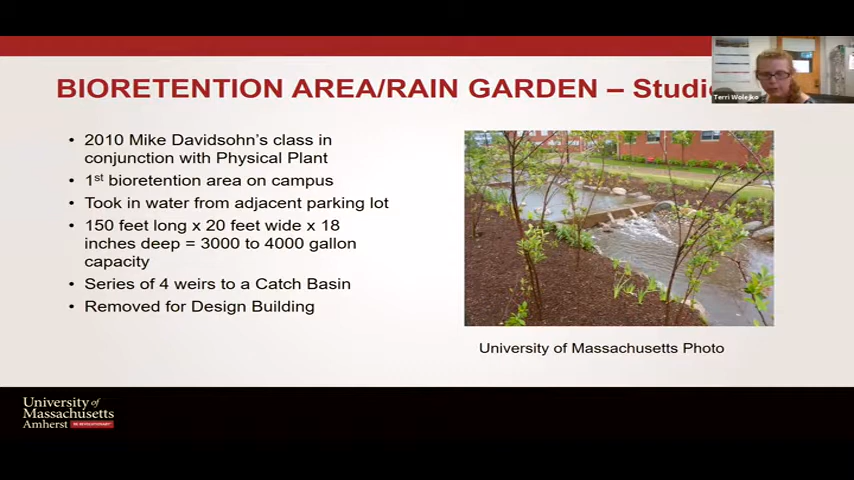 BIORETENTION AREA/RAIN GARDEN – Studi
Terri Wolejko
• 2010 Mike Davidsohn's class in
conjunction with Physical Plant
• 1st bioretention area on campus
• Took in water from adjacent parking lot
• 150 feet long x 20 feet wide x 18
inches deep = 3000 to 4000 gallon
capacity
• Series of 4 weirs to a Catch Basin
• Removed for Design Building
University of Massachusetts Photo
University of
Massachusetts
Amherst BE REVOLUTIONARY